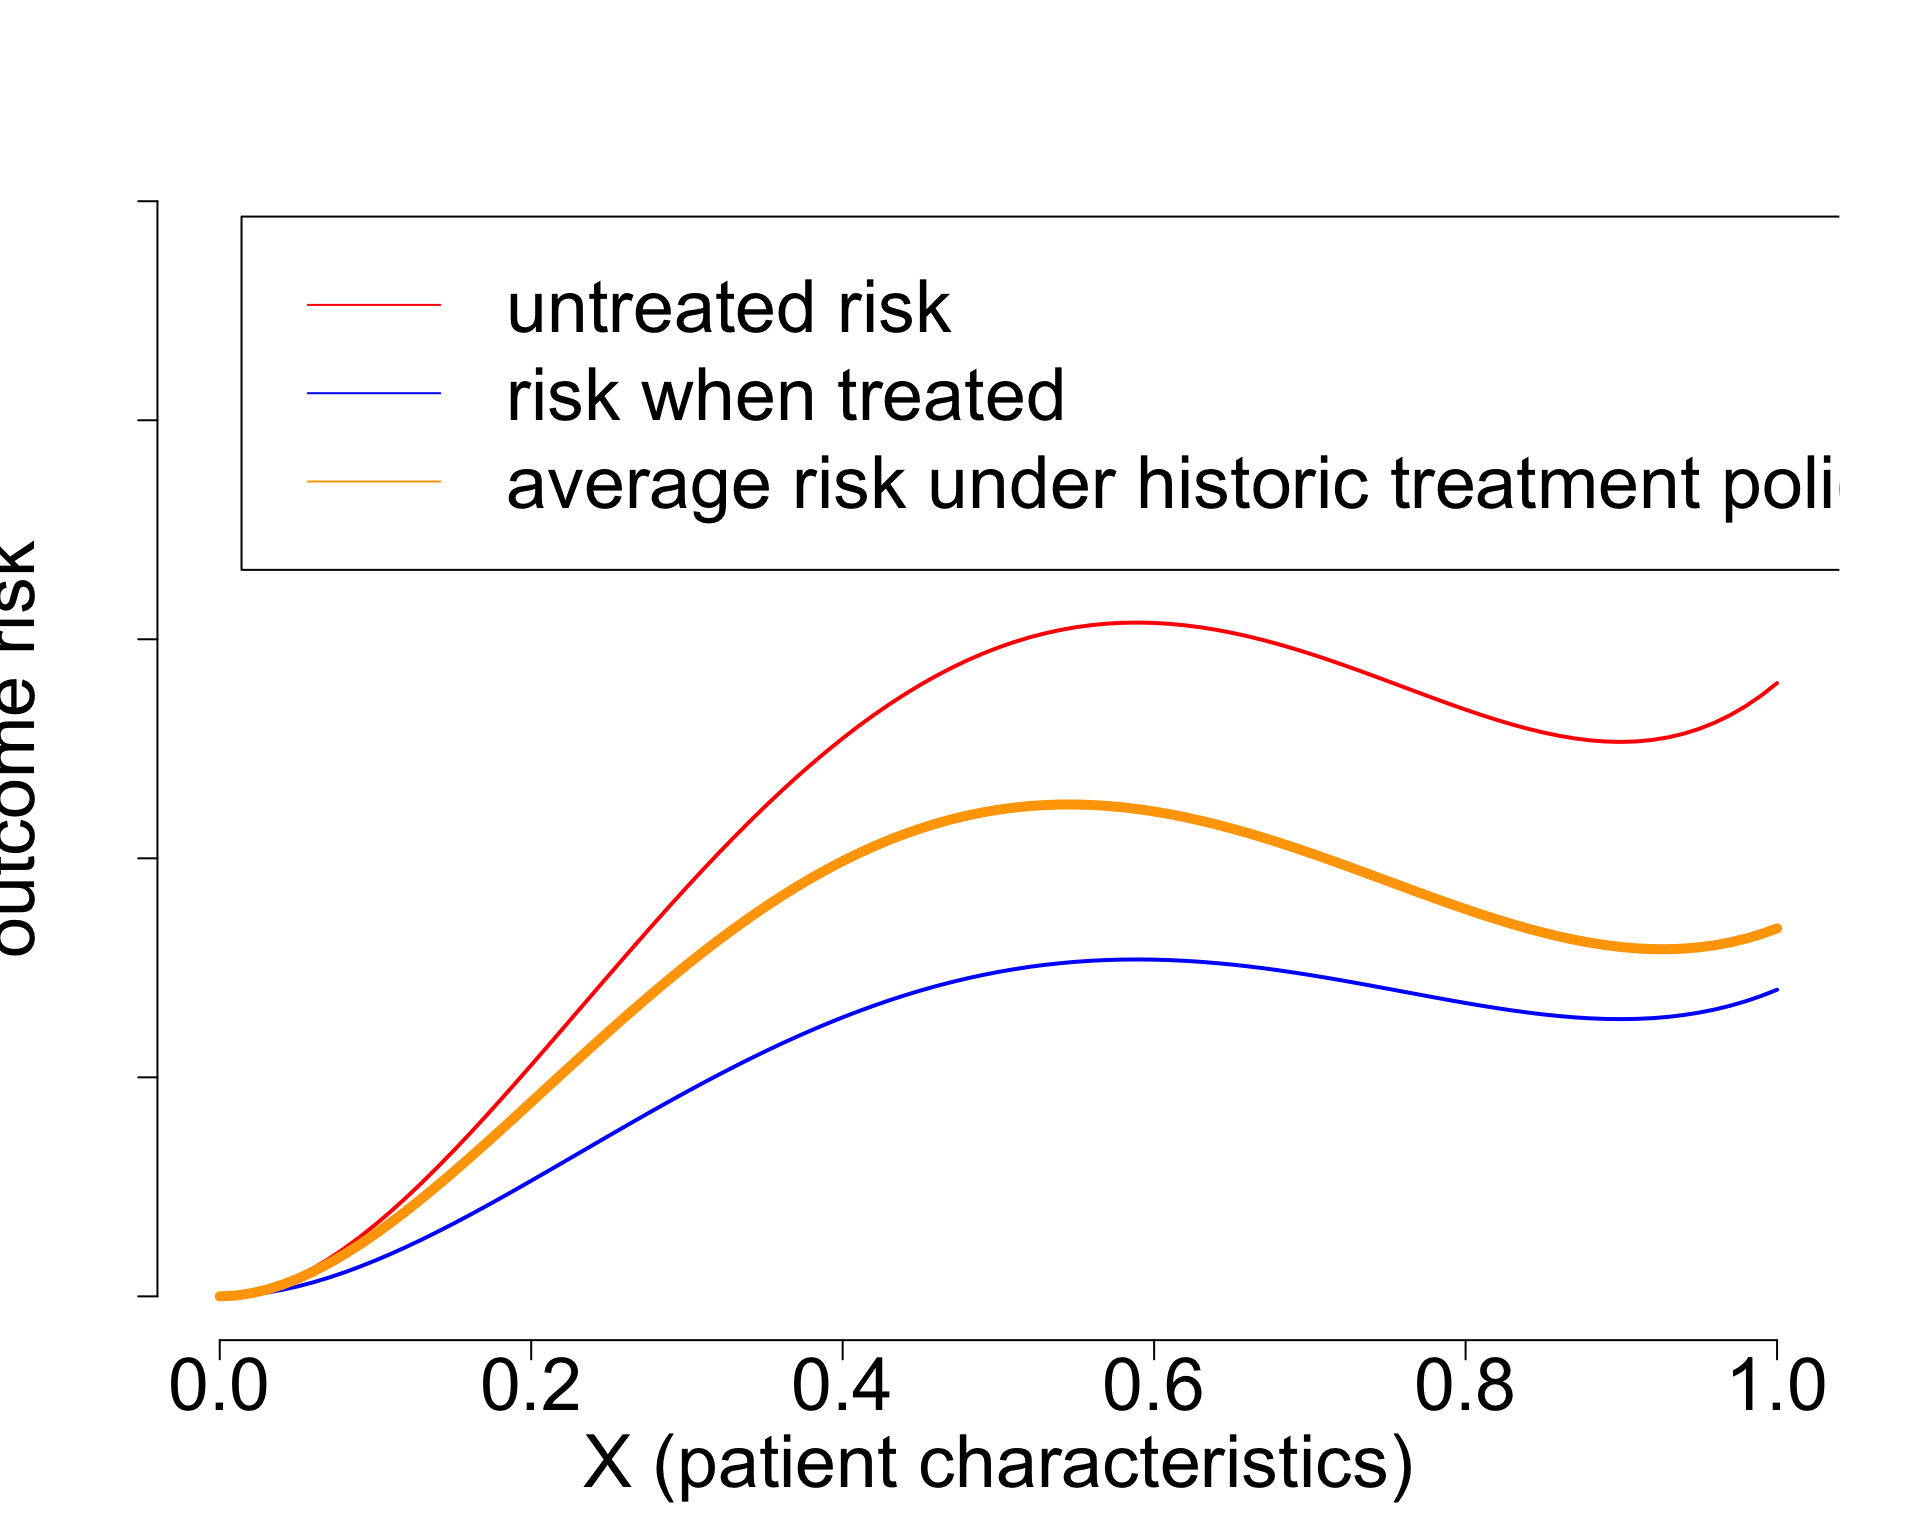 untreated risk
risk when treated
average risk under historic treatment poli
outcome risk
0.0 0.2 0.4 0.6 0.8 1.0
X (patient characteristics)